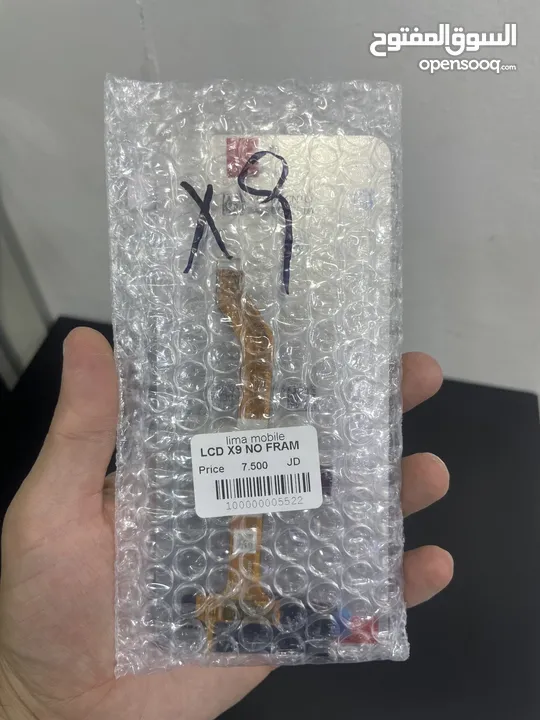 السوق المفتوح
opensooq.com
X9
lima mobile
LCD X9 NO FRAM
Price 7.500 JD
100000005522